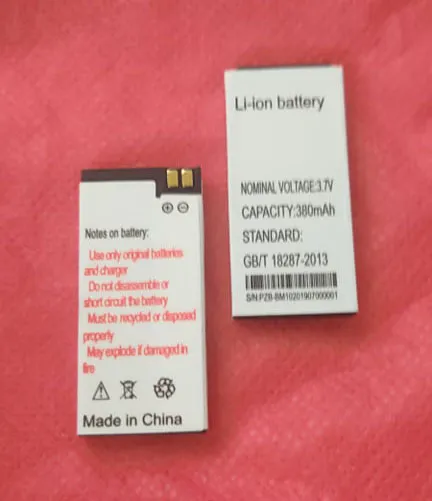 Li-ion battery
NOMINAL VOLTAGE:3.7V
CAPACITY:380mAh
STANDARD:
GB/T 18287-2013
S/N:PZB-BM10201907000001
Notes on battery:
Use only original batteries
and charger
Do not disassemble or
short circuit the battery
Must be recycled or disposed
properly
May explode if damaged in
fire
Made in China